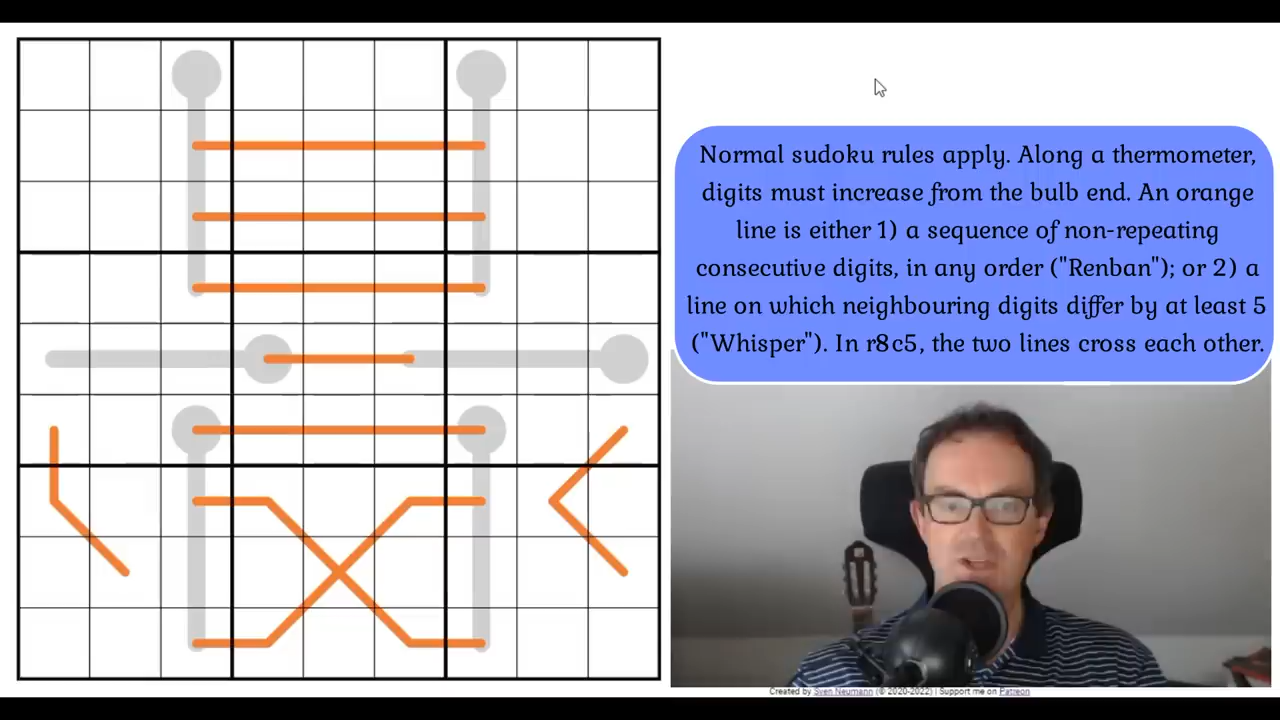 Normal sudoku rules apply. Along a thermometer,
digits must increase from the bulb end. An orange
line is either 1) a sequence of non-repeating
consecutive digits, in any order ("Renban"); or 2) a
line on which neighbouring digits differ by at least 5
("Whisper"). In r8c5, the two lines cross each other.
Created by Sven Neumann (© 2020-2022) | Support me on Patreon